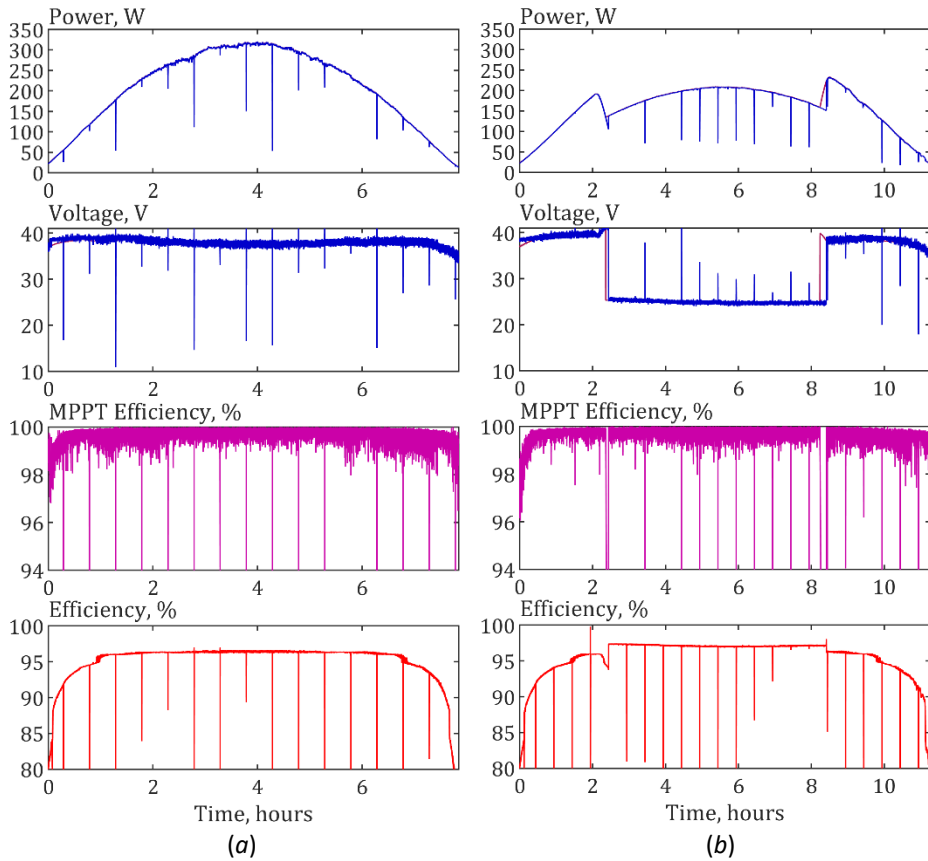 Power, W
350
300
250
200
150
100
50
0
0 2 4 6
Voltage, V
40
30
20
10
0 2 4 6
MPPT Efficiency, %
100
98
96
94
0 2 4 6
Efficiency, %
100
95
90
85
80
0 2 4 6
Time, hours
(a)
Power, W
350
300
250
200
150
100
50
0
0 2 4 6 8 10
Voltage, V
40
30
20
10
0 2 4 6 8 10
MPPT Efficiency, %
100
98
96
94
0 2 4 6 8 10
Efficiency, %
100
95
90
85
80
0 2 4 6 8 10
Time, hours
(b)